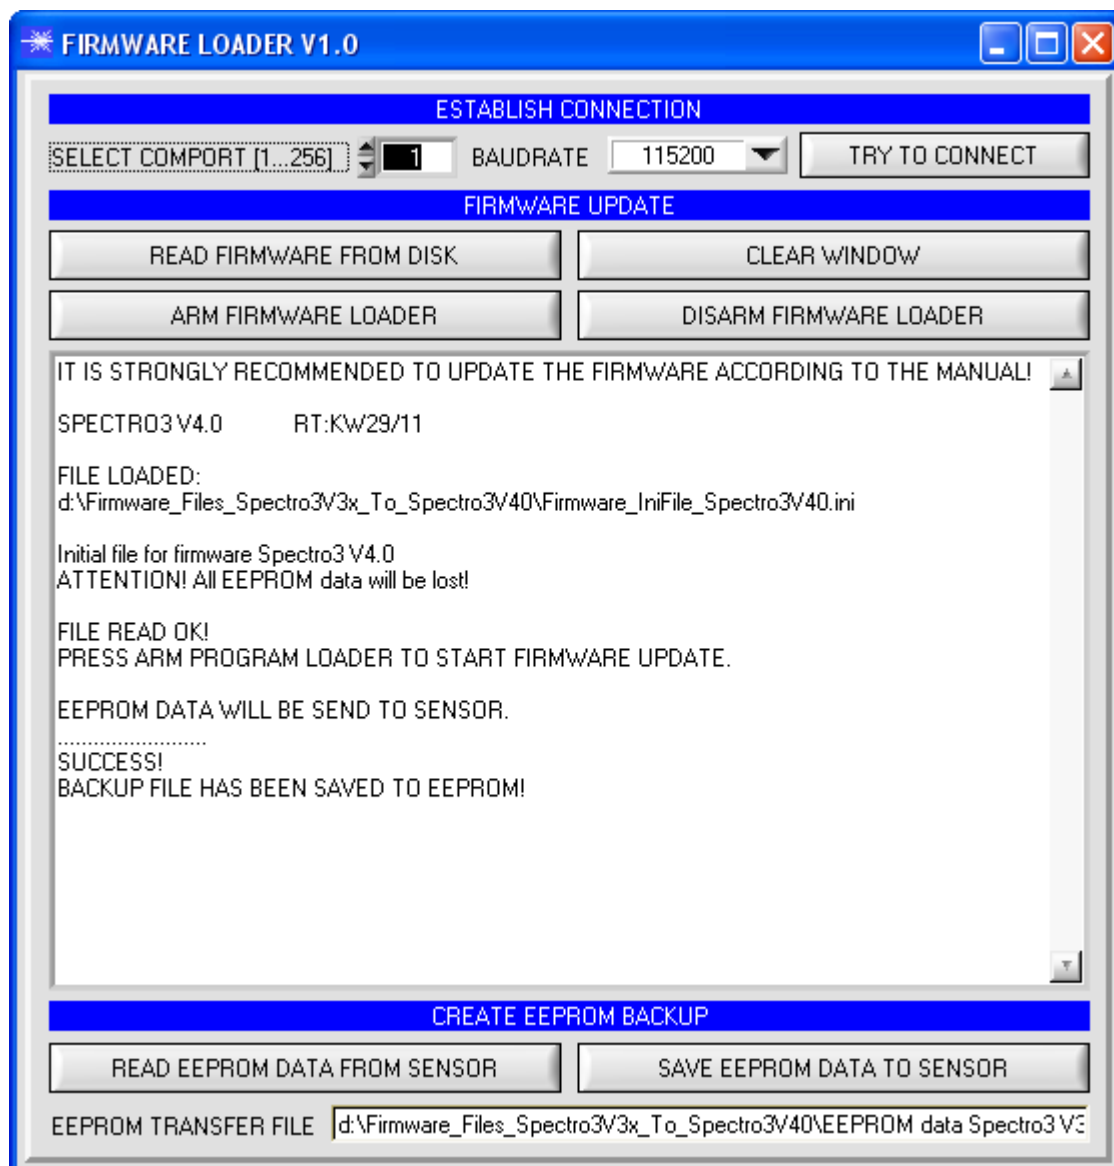 FIRMWARE LOADER V1.0
ESTABLISH CONNECTION
SELECT COMPORT [1...256] 1 BAUDRATE 115200 TRY TO CONNECT
FIRMWARE UPDATE
READ FIRMWARE FROM DISK CLEAR WINDOW
ARM FIRMWARE LOADER DISARM FIRMWARE LOADER
IT IS STRONGLY RECOMMENDED TO UPDATE THE FIRMWARE ACCORDING TO THE MANUAL!
SPECTRO3 V4.0 RT:KW29/11
FILE LOADED:
d:\Firmware_Files_Spectro3V3x_To_Spectro3V40\Firmware_IniFile_Spectro3V40.ini
Initial file for firmware Spectro3 V4.0
ATTENTION! All EEPROM data will be lost!
FILE READ OK!
PRESS ARM PROGRAM LOADER TO START FIRMWARE UPDATE.
EEPROM DATA WILL BE SEND TO SENSOR.
.........................
SUCCESS!
BACKUP FILE HAS BEEN SAVED TO EEPROM!
CREATE EEPROM BACKUP
READ EEPROM DATA FROM SENSOR SAVE EEPROM DATA TO SENSOR
EEPROM TRANSFER FILE d:\Firmware_Files_Spectro3V3x_To_Spectro3V40\EEPROM data Spectro3 V3